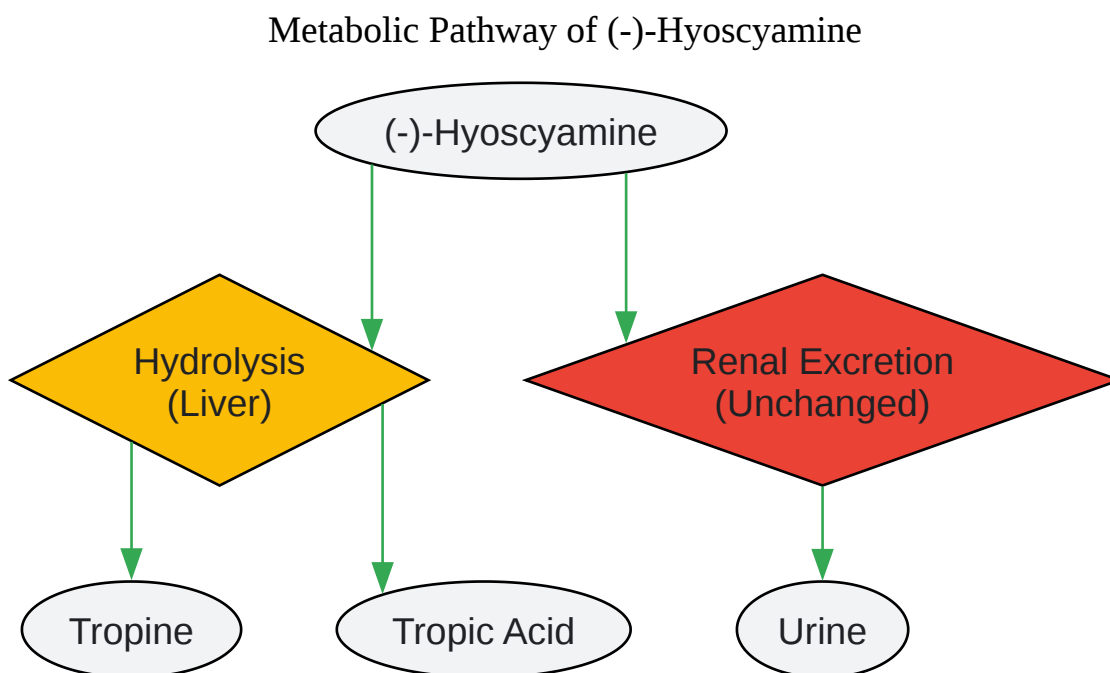 Metabolic Pathway of (-)-Hyoscyamine
(-)-Hyoscyamine
Hydrolysis
(Liver)
Renal Excretion
(Unchanged)
Tropine
Tropic Acid
Urine